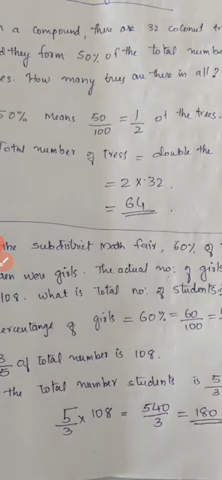 n a compound, there are 32 coconut tr
d they form 50% of the total numbe
es. How many trees are there in all?
50% Means 50/100 = 1/2 of the trees.
Total number of tress = double the
= 2 × 32.
= 64
the subdistrict math fair, 60% of
en were girls. The actual no: of girls
108. What is total no: of students.
ercentange of girls = 60% = 60/100 =
3/5 of total number is 108.
the total number students is 5/3
5/3 × 108 = 540/3 = 180